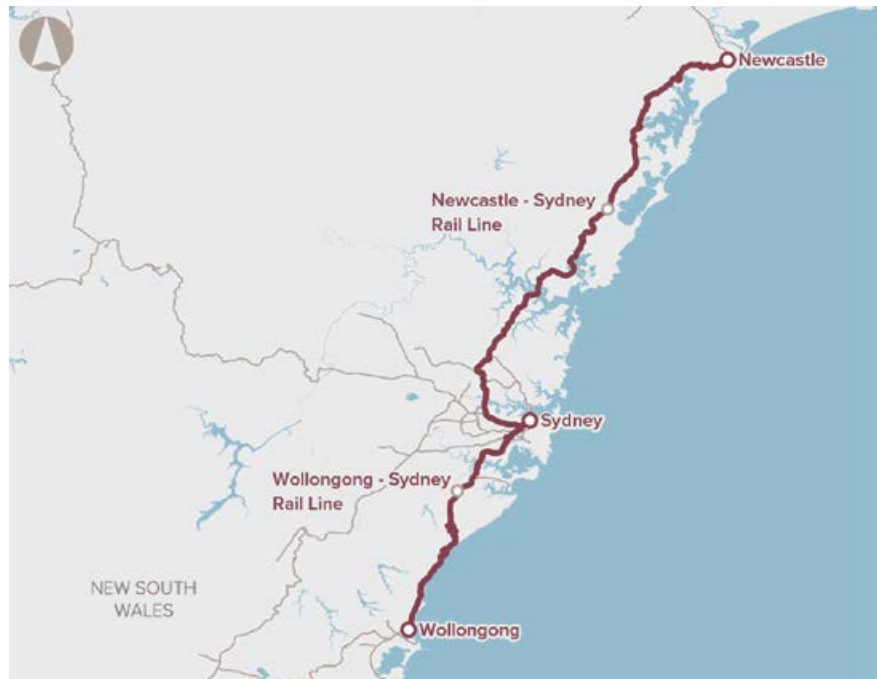 Newcastle
Newcastle - Sydney
Rail Line
Sydney
Wollongong - Sydney
Rail Line
NEW SOUTH
WALES
Wollongong